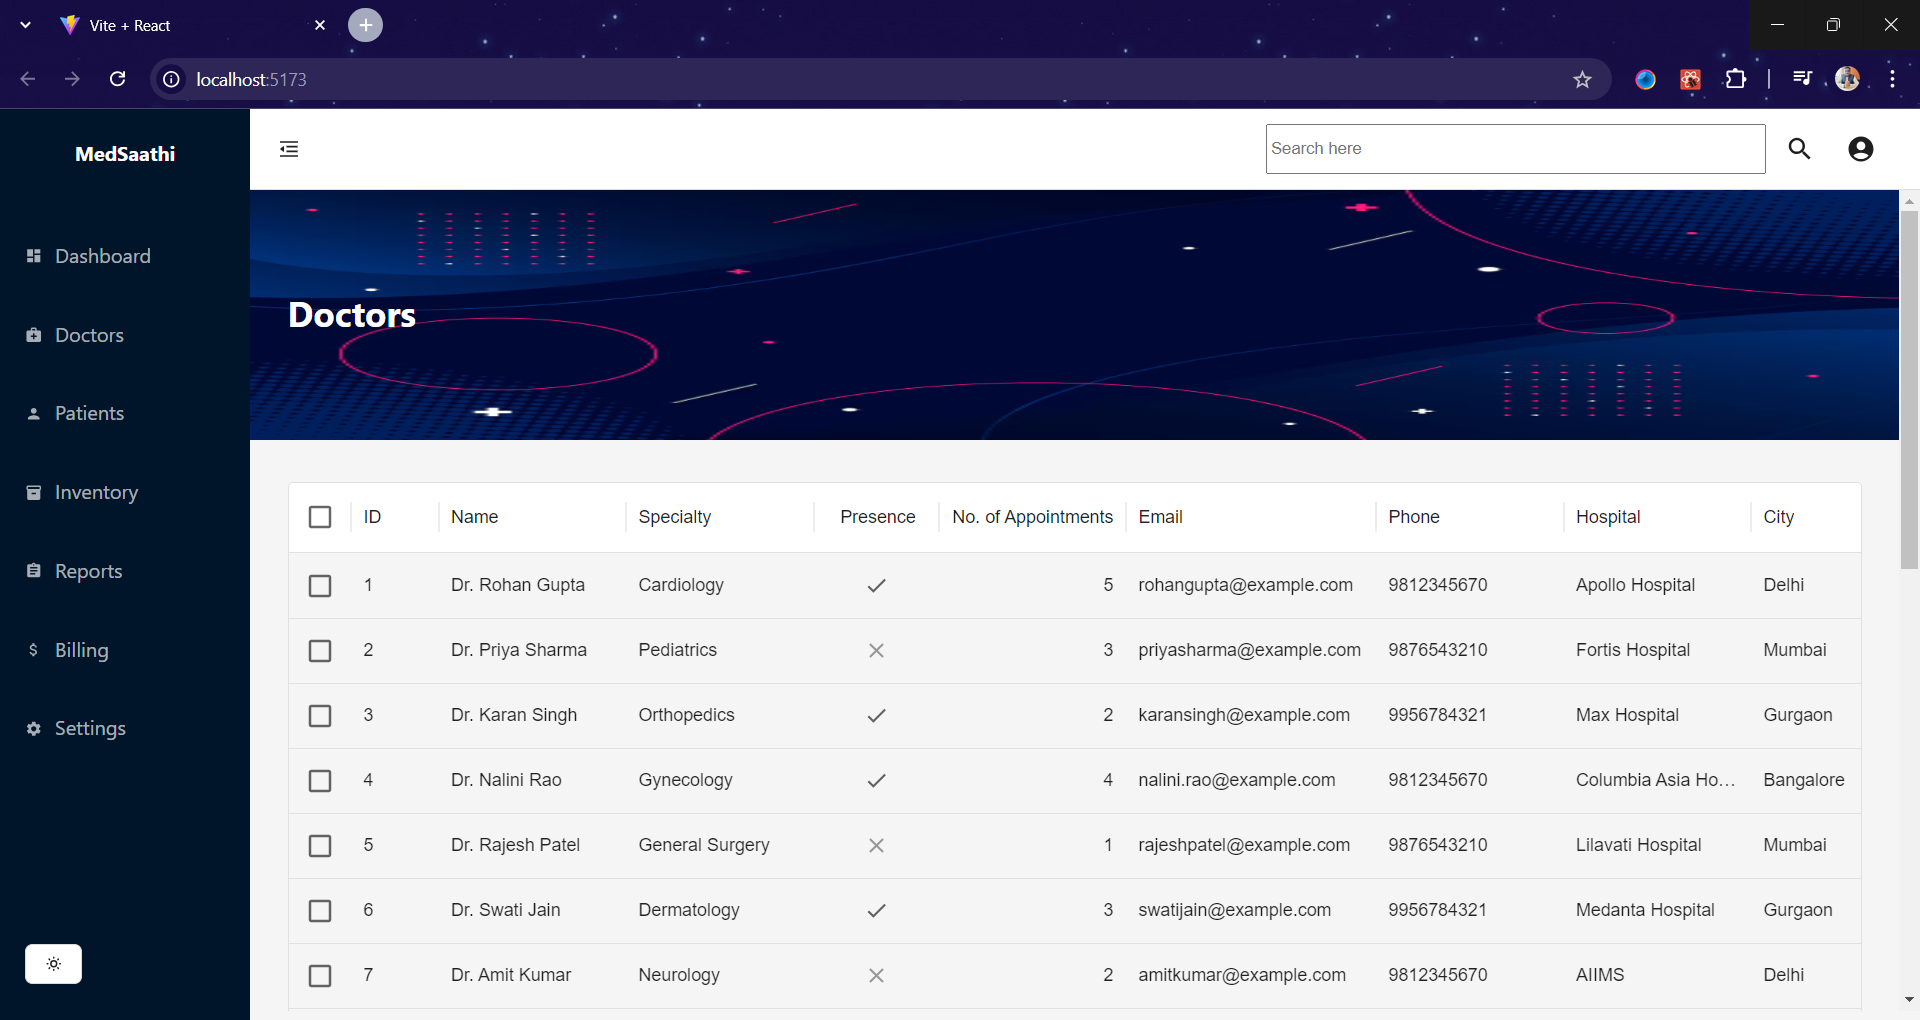 Vite + React
localhost:5173
MedSaathi
Search here
Dashboard
Doctors
Patients
Inventory
Reports
$ Billing
Settings
Doctors
ID Name Specialty Presence No. of Appointments Email Phone Hospital City
1 Dr. Rohan Gupta Cardiology 5 rohangupta@example.com 9812345670 Apollo Hospital Delhi
2 Dr. Priya Sharma Pediatrics 3 priyasharma@example.com 9876543210 Fortis Hospital Mumbai
3 Dr. Karan Singh Orthopedics 2 karansingh@example.com 9956784321 Max Hospital Gurgaon
4 Dr. Nalini Rao Gynecology 4 nalini.rao@example.com 9812345670 Columbia Asia Ho... Bangalore
5 Dr. Rajesh Patel General Surgery 1 rajeshpatel@example.com 9876543210 Lilavati Hospital Mumbai
6 Dr. Swati Jain Dermatology 3 swatijain@example.com 9956784321 Medanta Hospital Gurgaon
7 Dr. Amit Kumar Neurology 2 amitkumar@example.com 9812345670 AIIMS Delhi